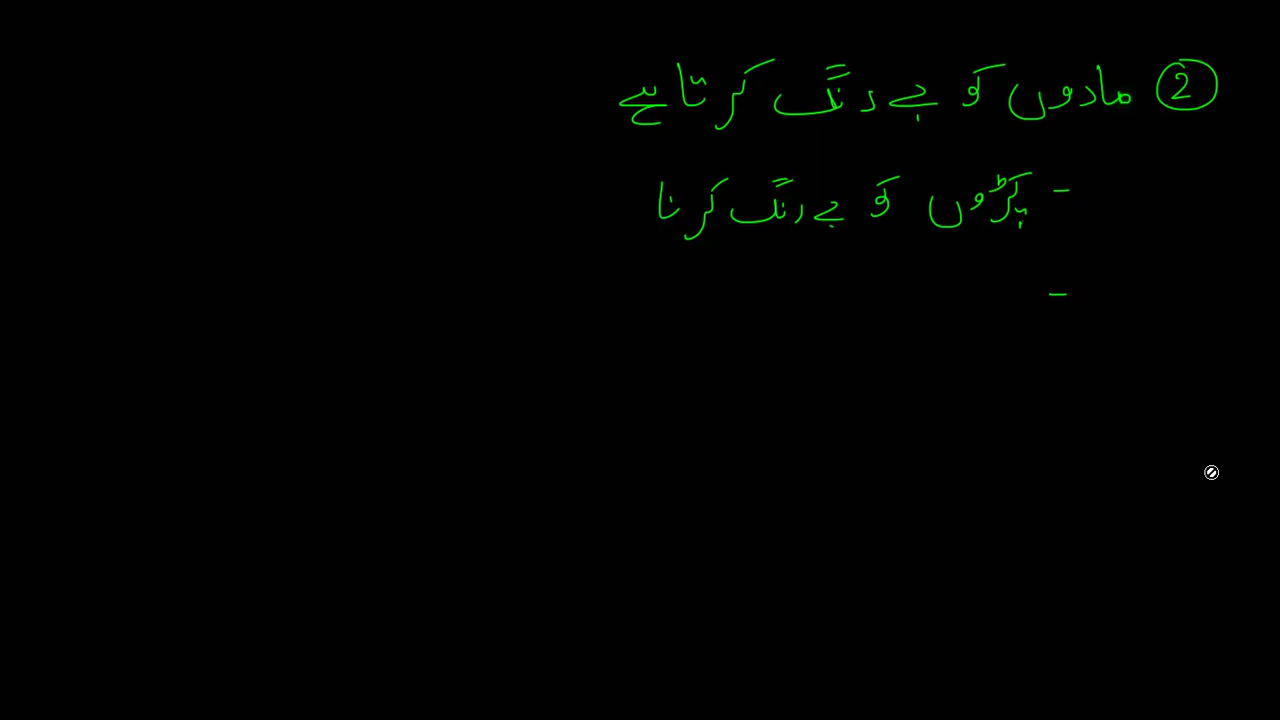 ② مادوں کو بے رنگ کرتا ہے
- کپڑوں کو بے رنگ کرنا
-